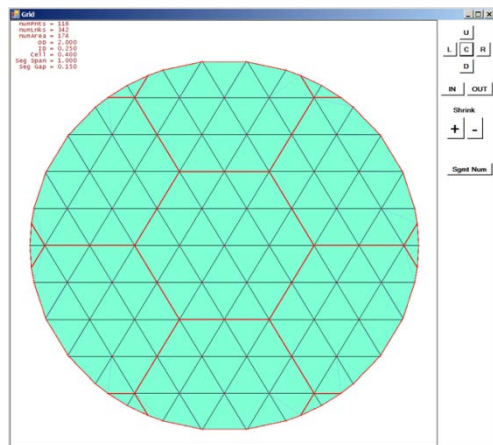 Grid
numPnts = 118
numLnks = 342
numArea = 174
OD = 2.000
ID = 0.250
Cell = 0.400
Seg Span = 1.000
Seg Gap = 0.150
U
L C R
D
IN OUT
Shrink
+ -
Sgmt Num